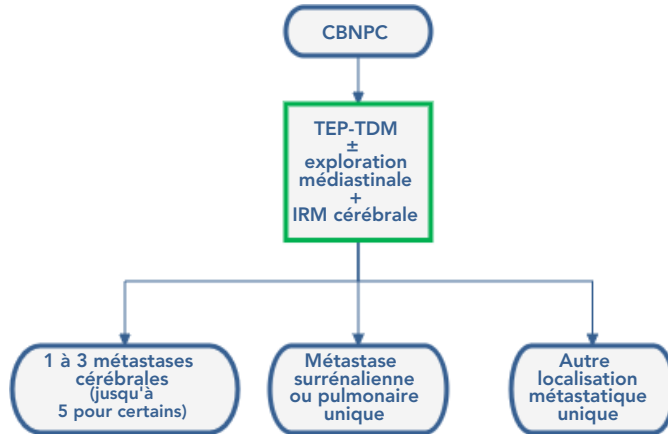 CBNPC
TEP-TDM
±
exploration
médiastinale
+
IRM cérébrale
1 à 3 métastases
cérébrales
(jusqu'à
5 pour certains)
Métastase
surrénalienne
ou pulmonaire
unique
Autre
localisation
métastatique
unique